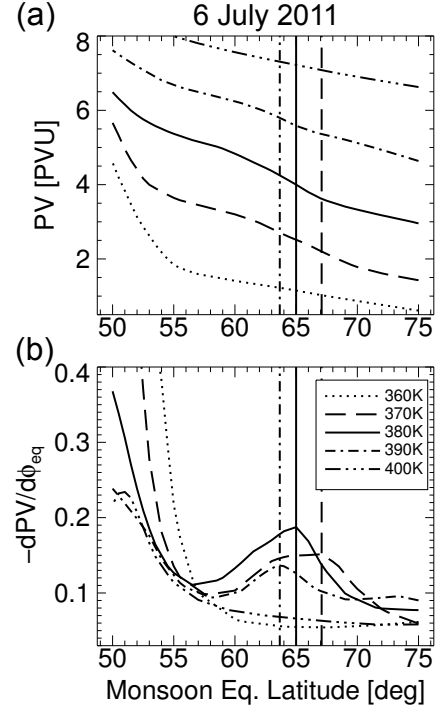 (a) 6 July 2011
PV [PVU]
8
6
4
2
50 55 60 65 70 75
(b)
−dPV/dϕeq
0.4
0.3
0.2
0.1
360K
370K
380K
390K
400K
50 55 60 65 70 75
Monsoon Eq. Latitude [deg]